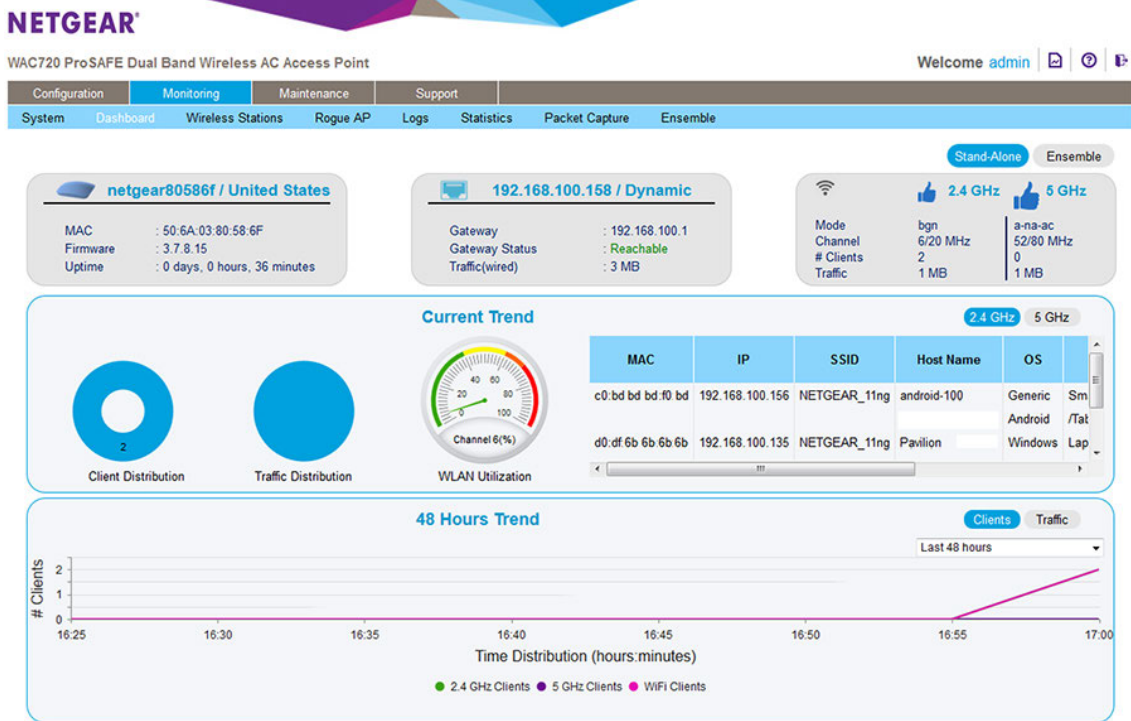 NETGEAR®
WAC720 ProSAFE Dual Band Wireless AC Access Point
Welcome admin
Configuration Monitoring Maintenance Support
System Dashboard Wireless Stations Rogue AP Logs Statistics Packet Capture Ensemble
Stand-Alone Ensemble
netgear80586f / United States
MAC : 50:6A:03:80:58:6F
Firmware : 3.7.8.15
Uptime : 0 days, 0 hours, 36 minutes
192.168.100.158 / Dynamic
Gateway : 192.168.100.1
Gateway Status : Reachable
Traffic(wired) : 3 MB
2.4 GHz 5 GHz
Mode bgn a-na-ac
Channel 6/20 MHz 52/80 MHz
# Clients 2 0
Traffic 1 MB 1 MB
Current Trend
2.4 GHz 5 GHz
2
Client Distribution
Traffic Distribution
0 20 40 60 80 100
Channel 6(%)
WLAN Utilization
MAC IP SSID Host Name OS
c0:bd bd bd:f0 bd 192.168.100.156 NETGEAR_11ng android-100 Generic Sm
Android /Tab
d0:df 6b 6b 6b 6b 192.168.100.135 NETGEAR_11ng Pavilion Windows Lap
48 Hours Trend
Clients Traffic
Last 48 hours
# Clients
2
1
0
16:25 16:30 16:35 16:40 16:45 16:50 16:55 17:00
Time Distribution (hours:minutes)
2.4 GHz Clients 5 GHz Clients WiFi Clients